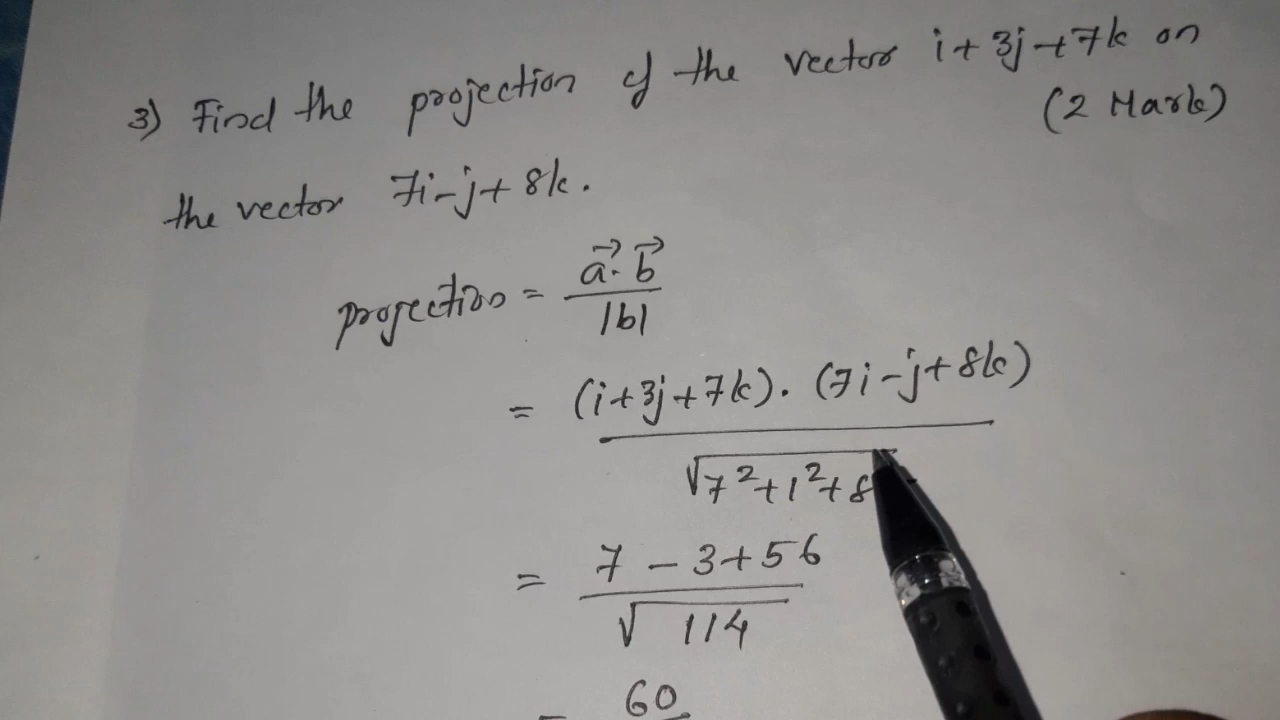 3) Find the projection of the vector i + 3j + 7k on
(2 Mark)
the vector 7i - j + 8k.
projection = a⃗ . b⃗ / |b|
= (i + 3j + 7k) . (7i - j + 8k) / √7² + 1² + 8
= 7 - 3 + 56 / √114
= 60